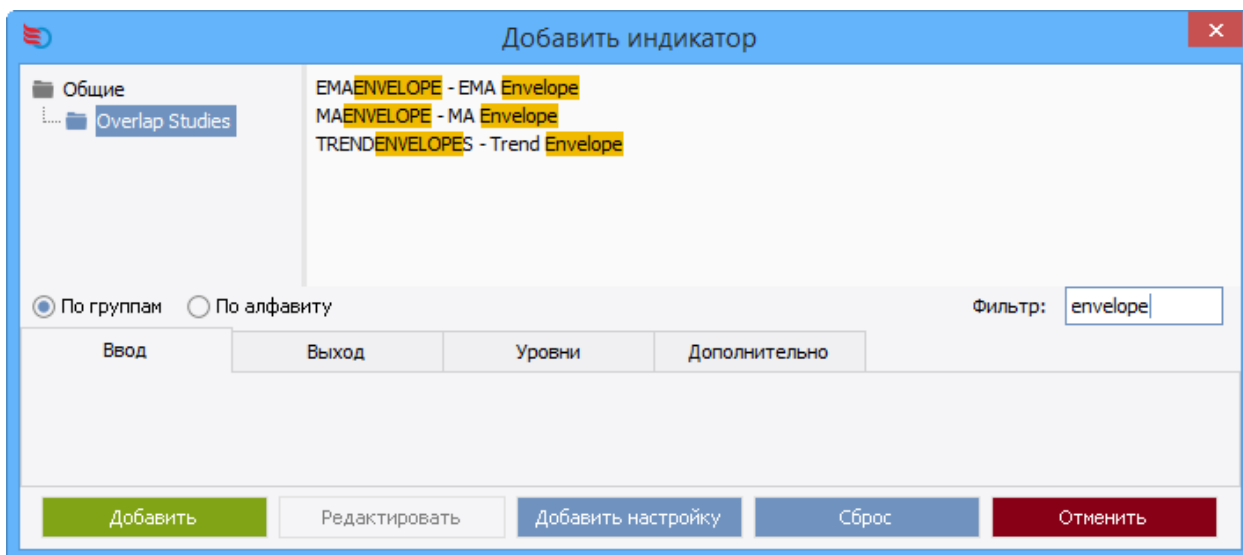 Добавить индикатор
Общие
Overlap Studies
EMAENVELOPE - EMA Envelope
MAENVELOPE - MA Envelope
TRENDENVELOPES - Trend Envelope
По группам По алфавиту Фильтр: envelope
Ввод Выход Уровни Дополнительно
Добавить Редактировать Добавить настройку Сброс Отменить